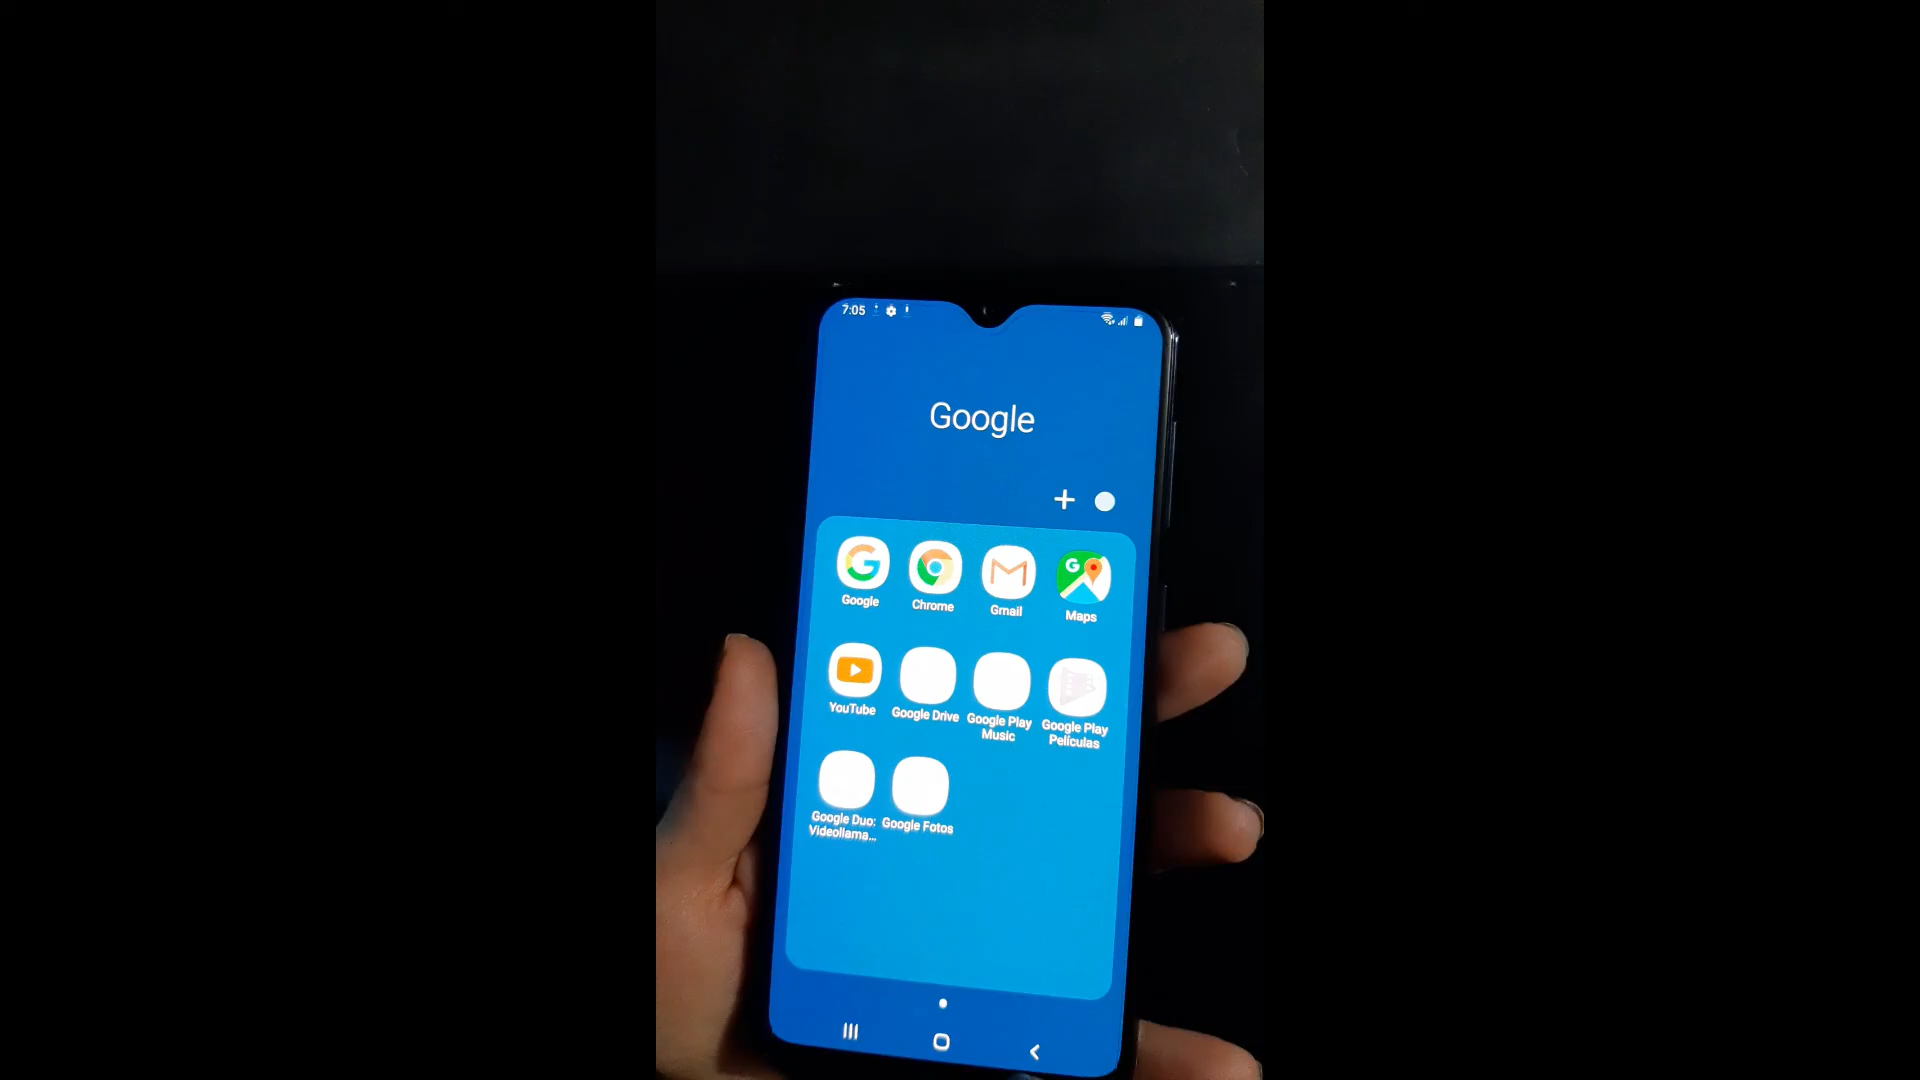 7:05
Google
Google
Chrome
Gmail
Maps
YouTube
Google Drive
Google Play
Music
Google Play
Películas
Google Duo:
Videollama...
Google Fotos